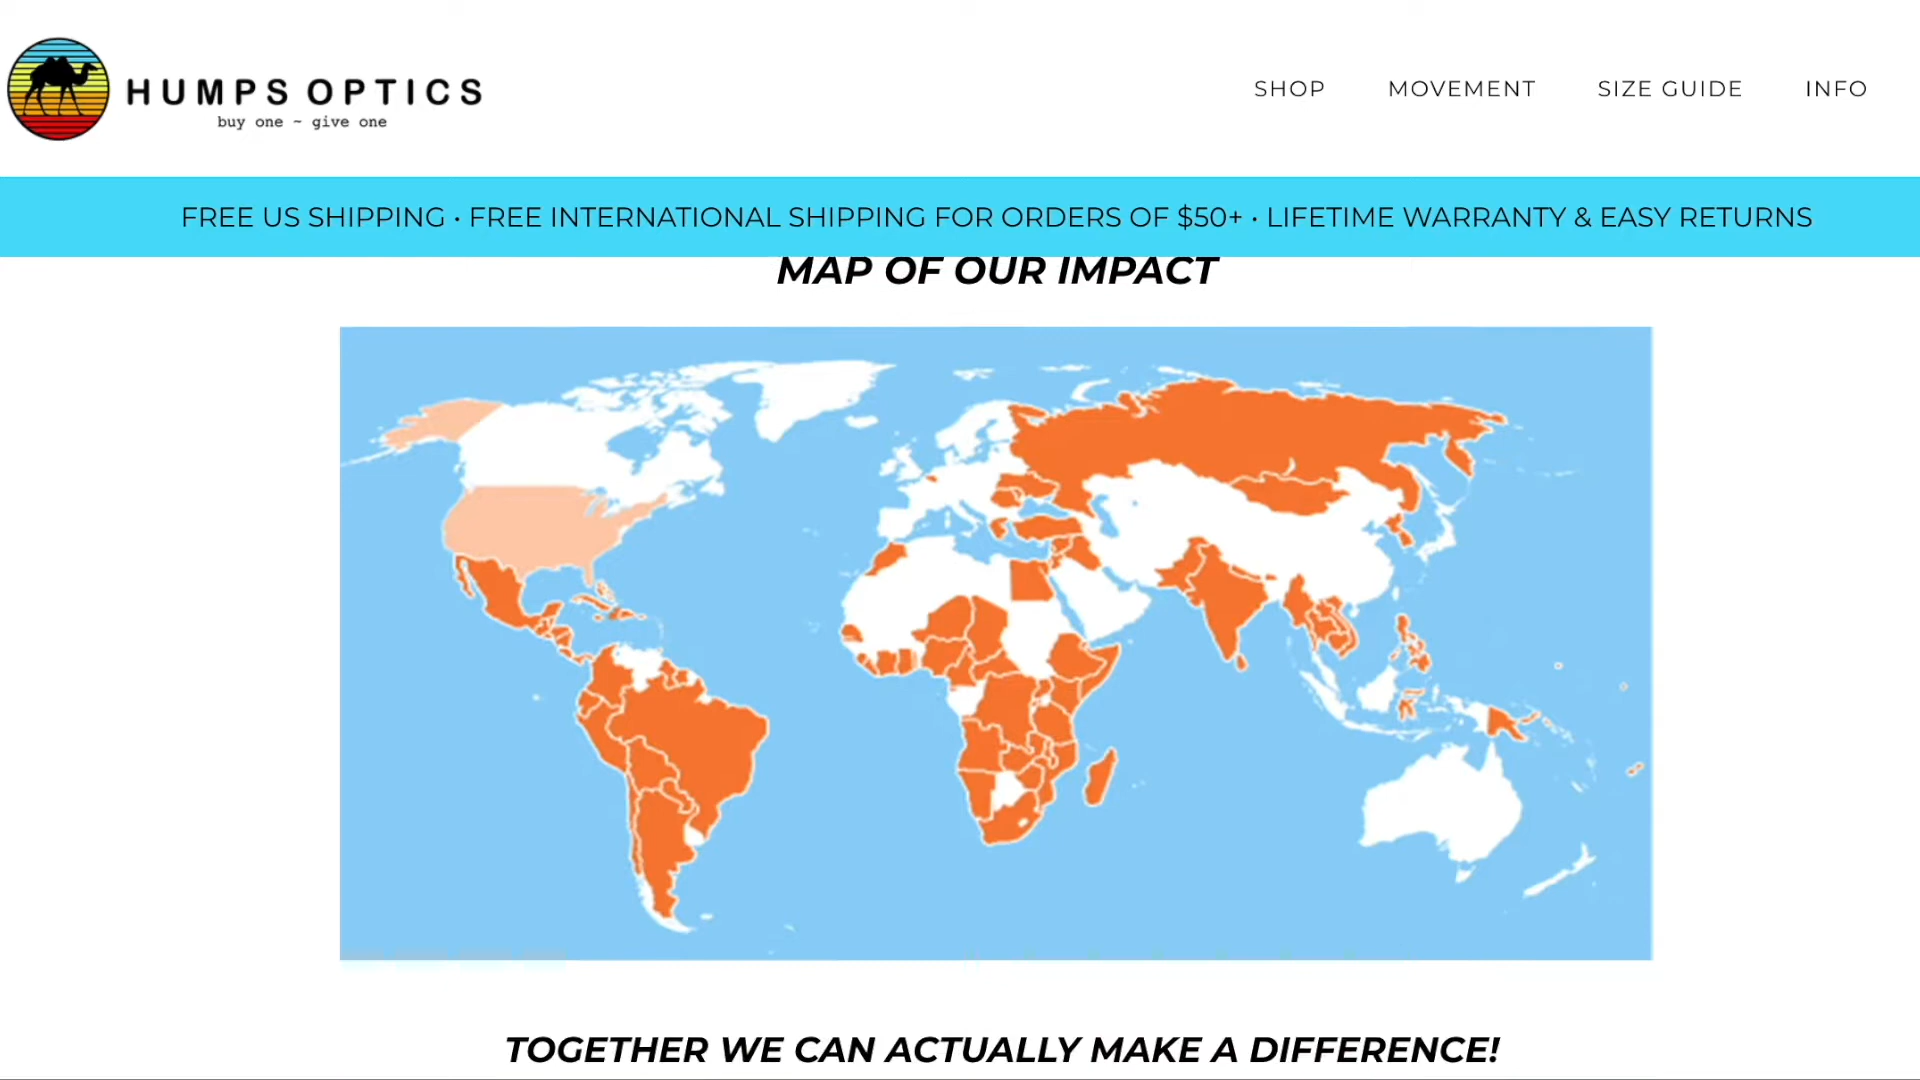 HUMPS OPTICS
buy one ~ give one
SHOP MOVEMENT SIZE GUIDE INFO
FREE US SHIPPING • FREE INTERNATIONAL SHIPPING FOR ORDERS OF $50+ • LIFETIME WARRANTY & EASY RETURNS
MAP OF OUR IMPACT
TOGETHER WE CAN ACTUALLY MAKE A DIFFERENCE!